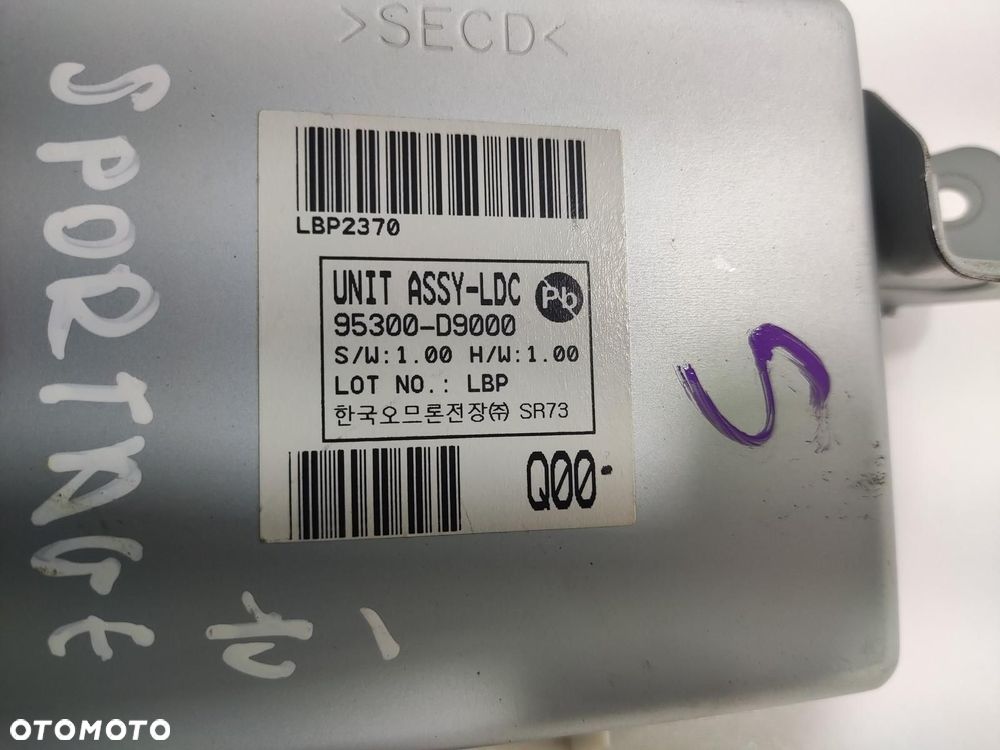 >SECD<
SPORTAGE
IV
LBP2370
UNIT ASSY-LDC
Pb
95300-D9000
S/W:1.00 H/W:1.00
LOT NO.: LBP
한국오므론전장㈜ SR73
Q00-
S
OTOMOTO